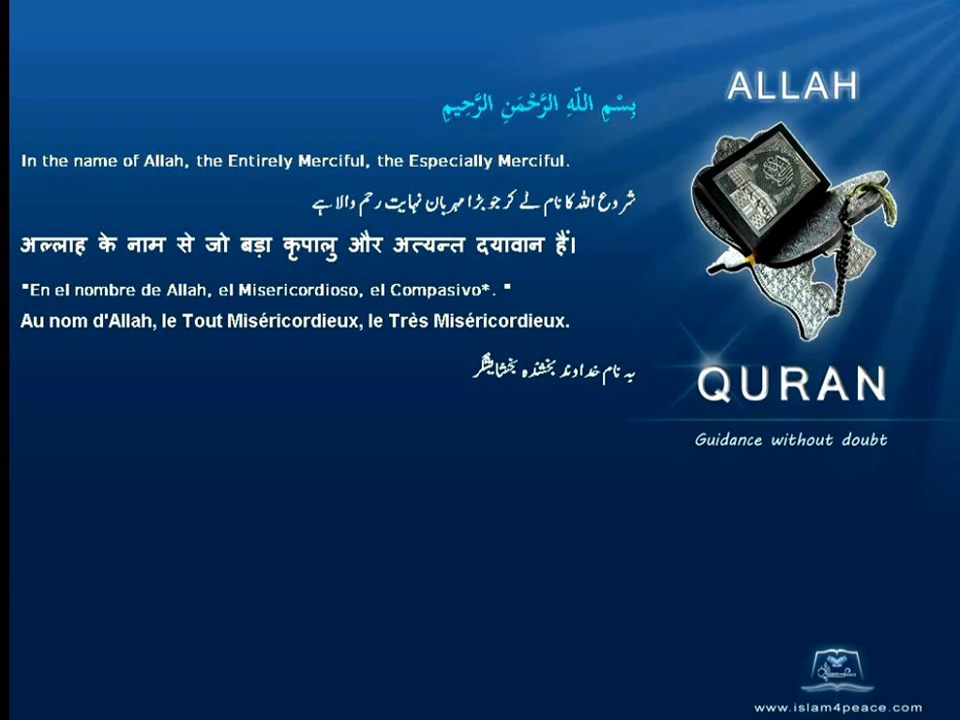 بِسْمِ اللَّهِ الرَّحْمَنِ الرَّحِيمِ
In the name of Allah, the Entirely Merciful, the Especially Merciful.
شروع اللہ کا نام لے کر جو بڑا مہربان نہایت رحم والا ہے
अल्लाह के नाम से जो बड़ा कृपालु और अत्यन्त दयावान हैं।
"En el nombre de Allah, el Misericordioso, el Compasivo*. "
Au nom d'Allah, le Tout Miséricordieux, le Très Miséricordieux.
به نام خداوند بخشنده بخشایشگر
ALLAH
QURAN
Guidance without doubt
www.islam4peace.com